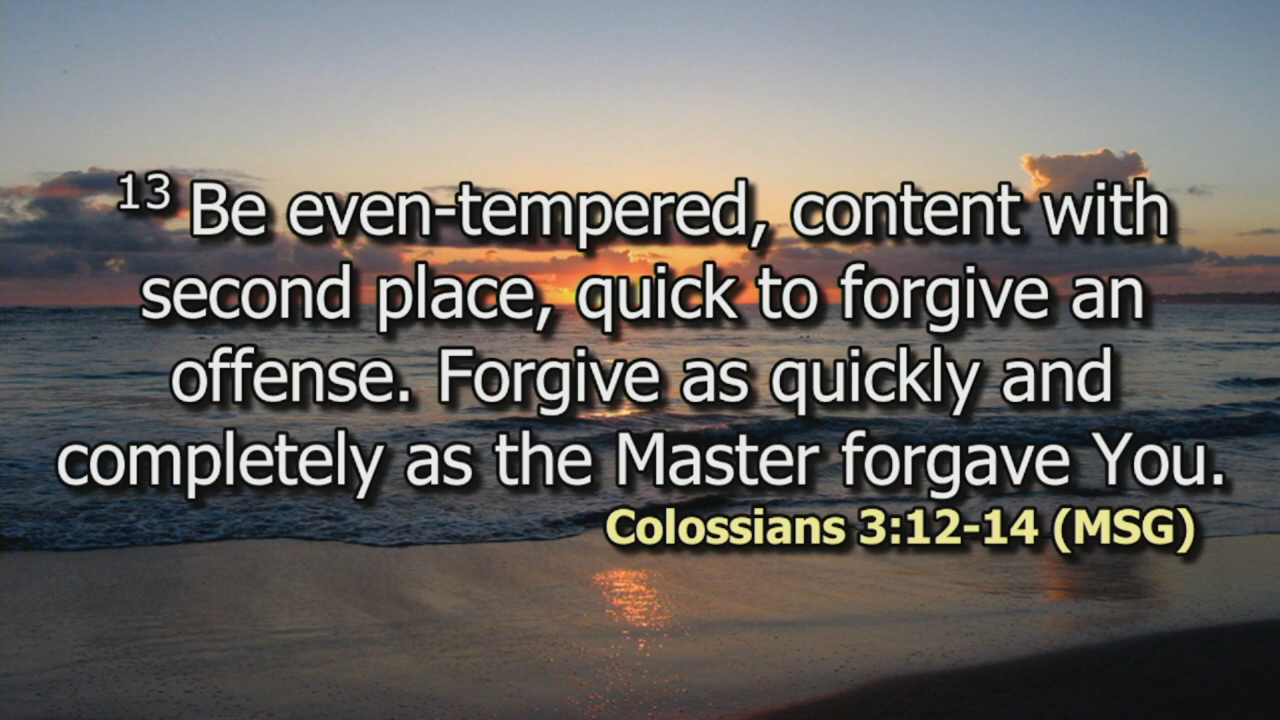 13 Be even-tempered, content with
second place, quick to forgive an
offense. Forgive as quickly and
completely as the Master forgave You.
Colossians 3:12-14 (MSG)